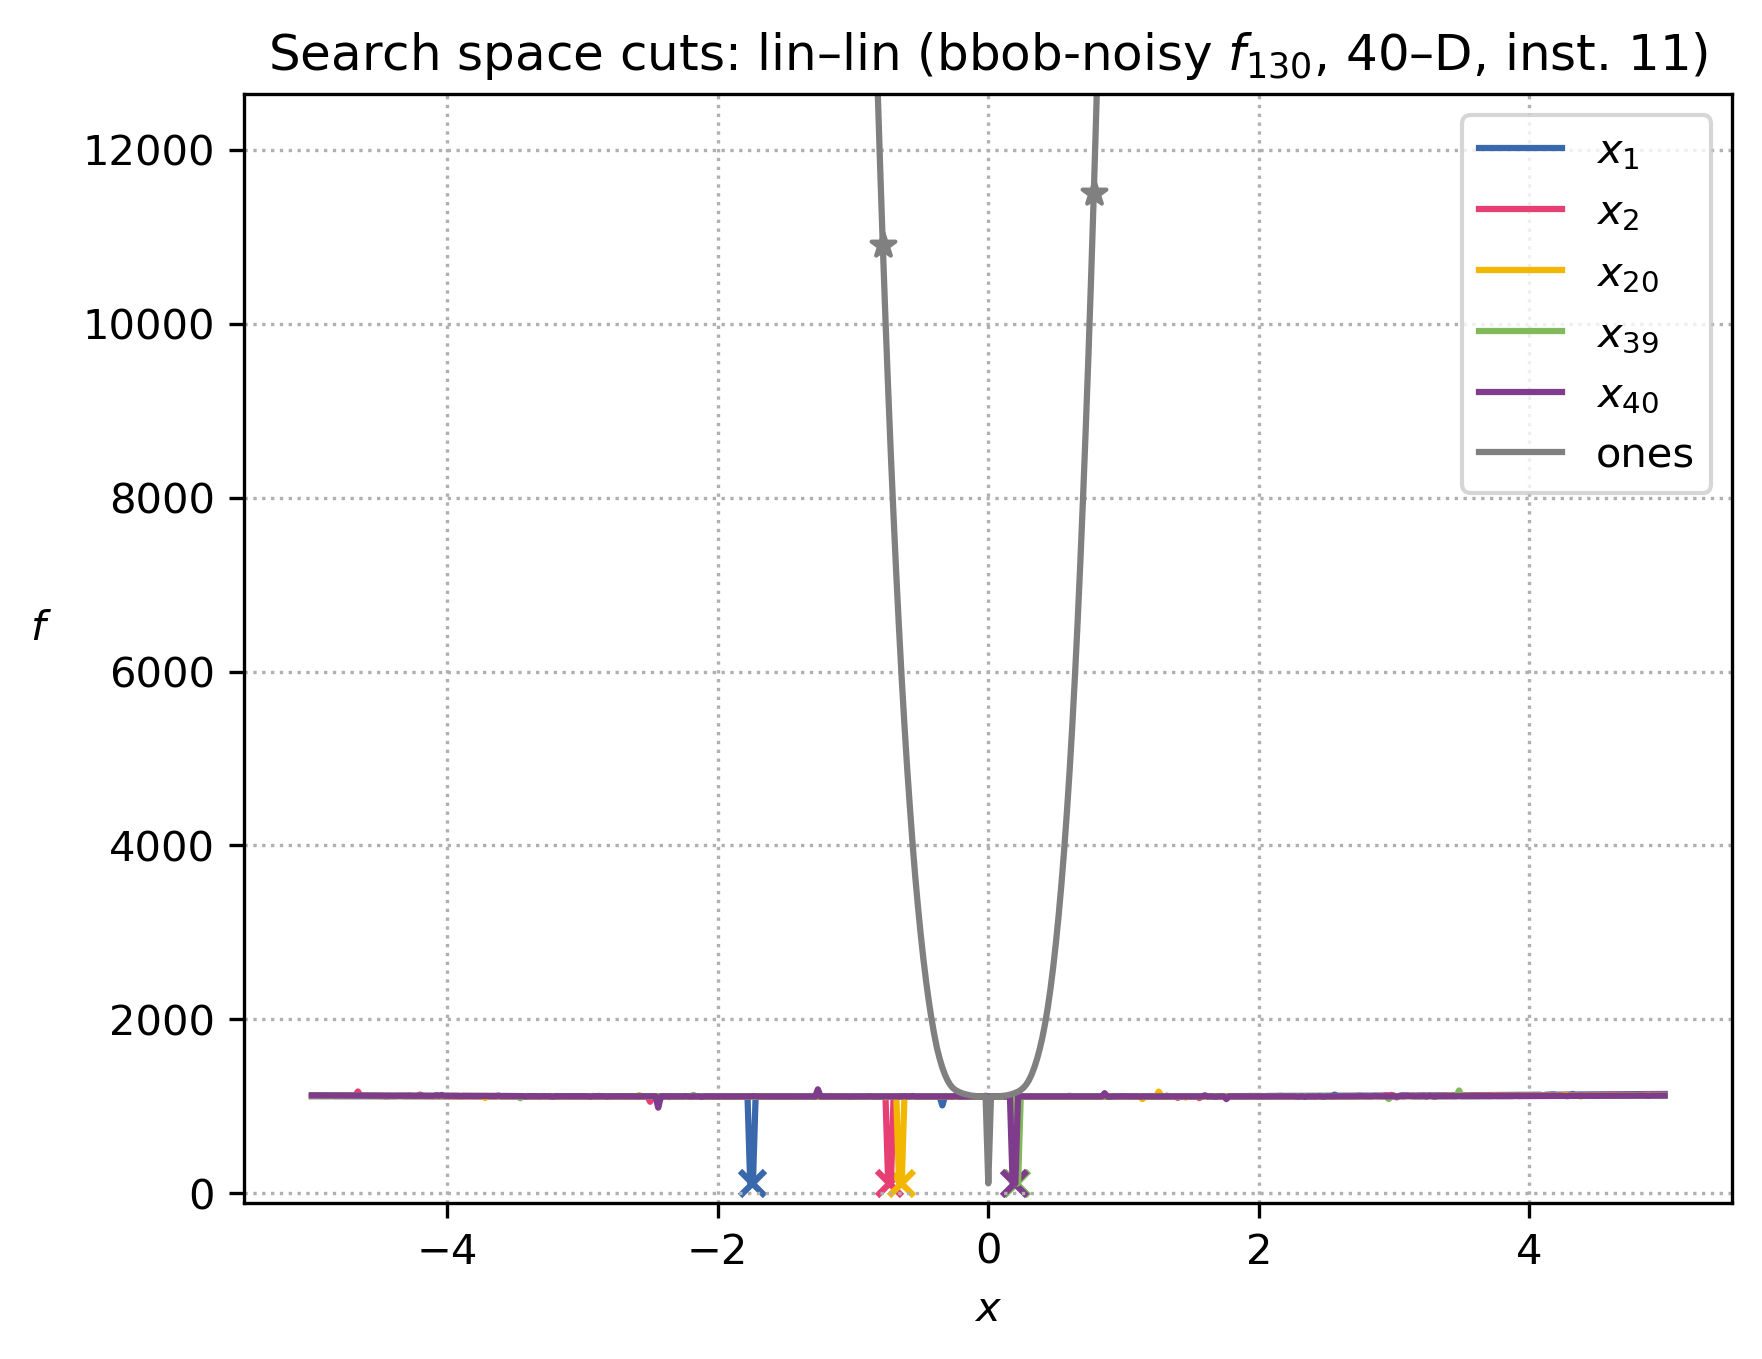 Search space cuts: lin–lin (bbob-noisy f₁₃₀, 40–D, inst. 11)
12000
10000
8000
6000
4000
2000
0
f
−4
−2
0
2
4
x
x₁
x₂
x₂₀
x₃₉
x₄₀
ones